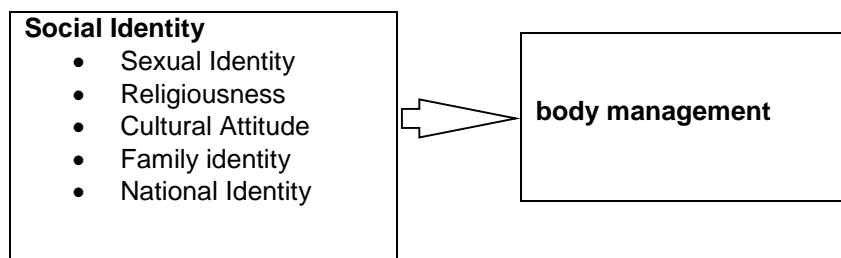 Social Identity
• Sexual Identity
• Religiousness
• Cultural Attitude
• Family identity
• National Identity
body management